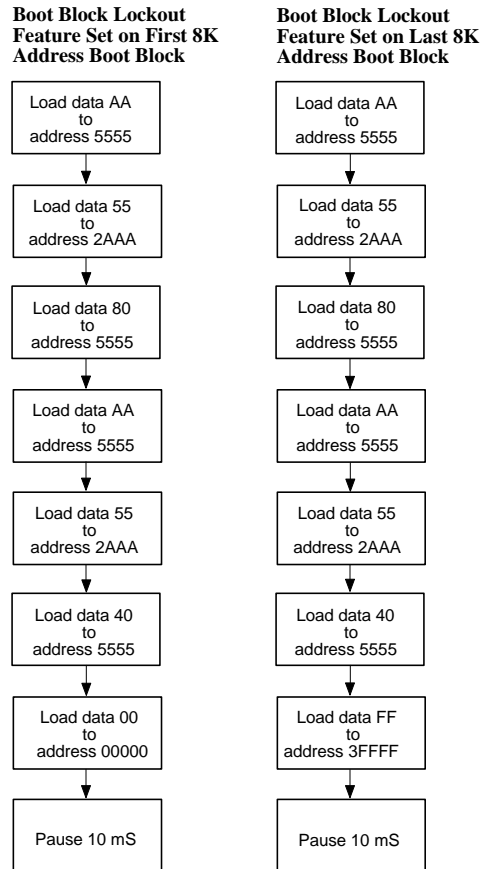 Boot Block Lockout
Feature Set on First 8K
Address Boot Block
Load data AA
to
address 5555
Load data 55
to
address 2AAA
Load data 80
to
address 5555
Load data AA
to
address 5555
Load data 55
to
address 2AAA
Load data 40
to
address 5555
Load data 00
to
address 00000
Pause 10 mS
Boot Block Lockout
Feature Set on Last 8K
Address Boot Block
Load data AA
to
address 5555
Load data 55
to
address 2AAA
Load data 80
to
address 5555
Load data AA
to
address 5555
Load data 55
to
address 2AAA
Load data 40
to
address 5555
Load data FF
to
address 3FFFF
Pause 10 mS